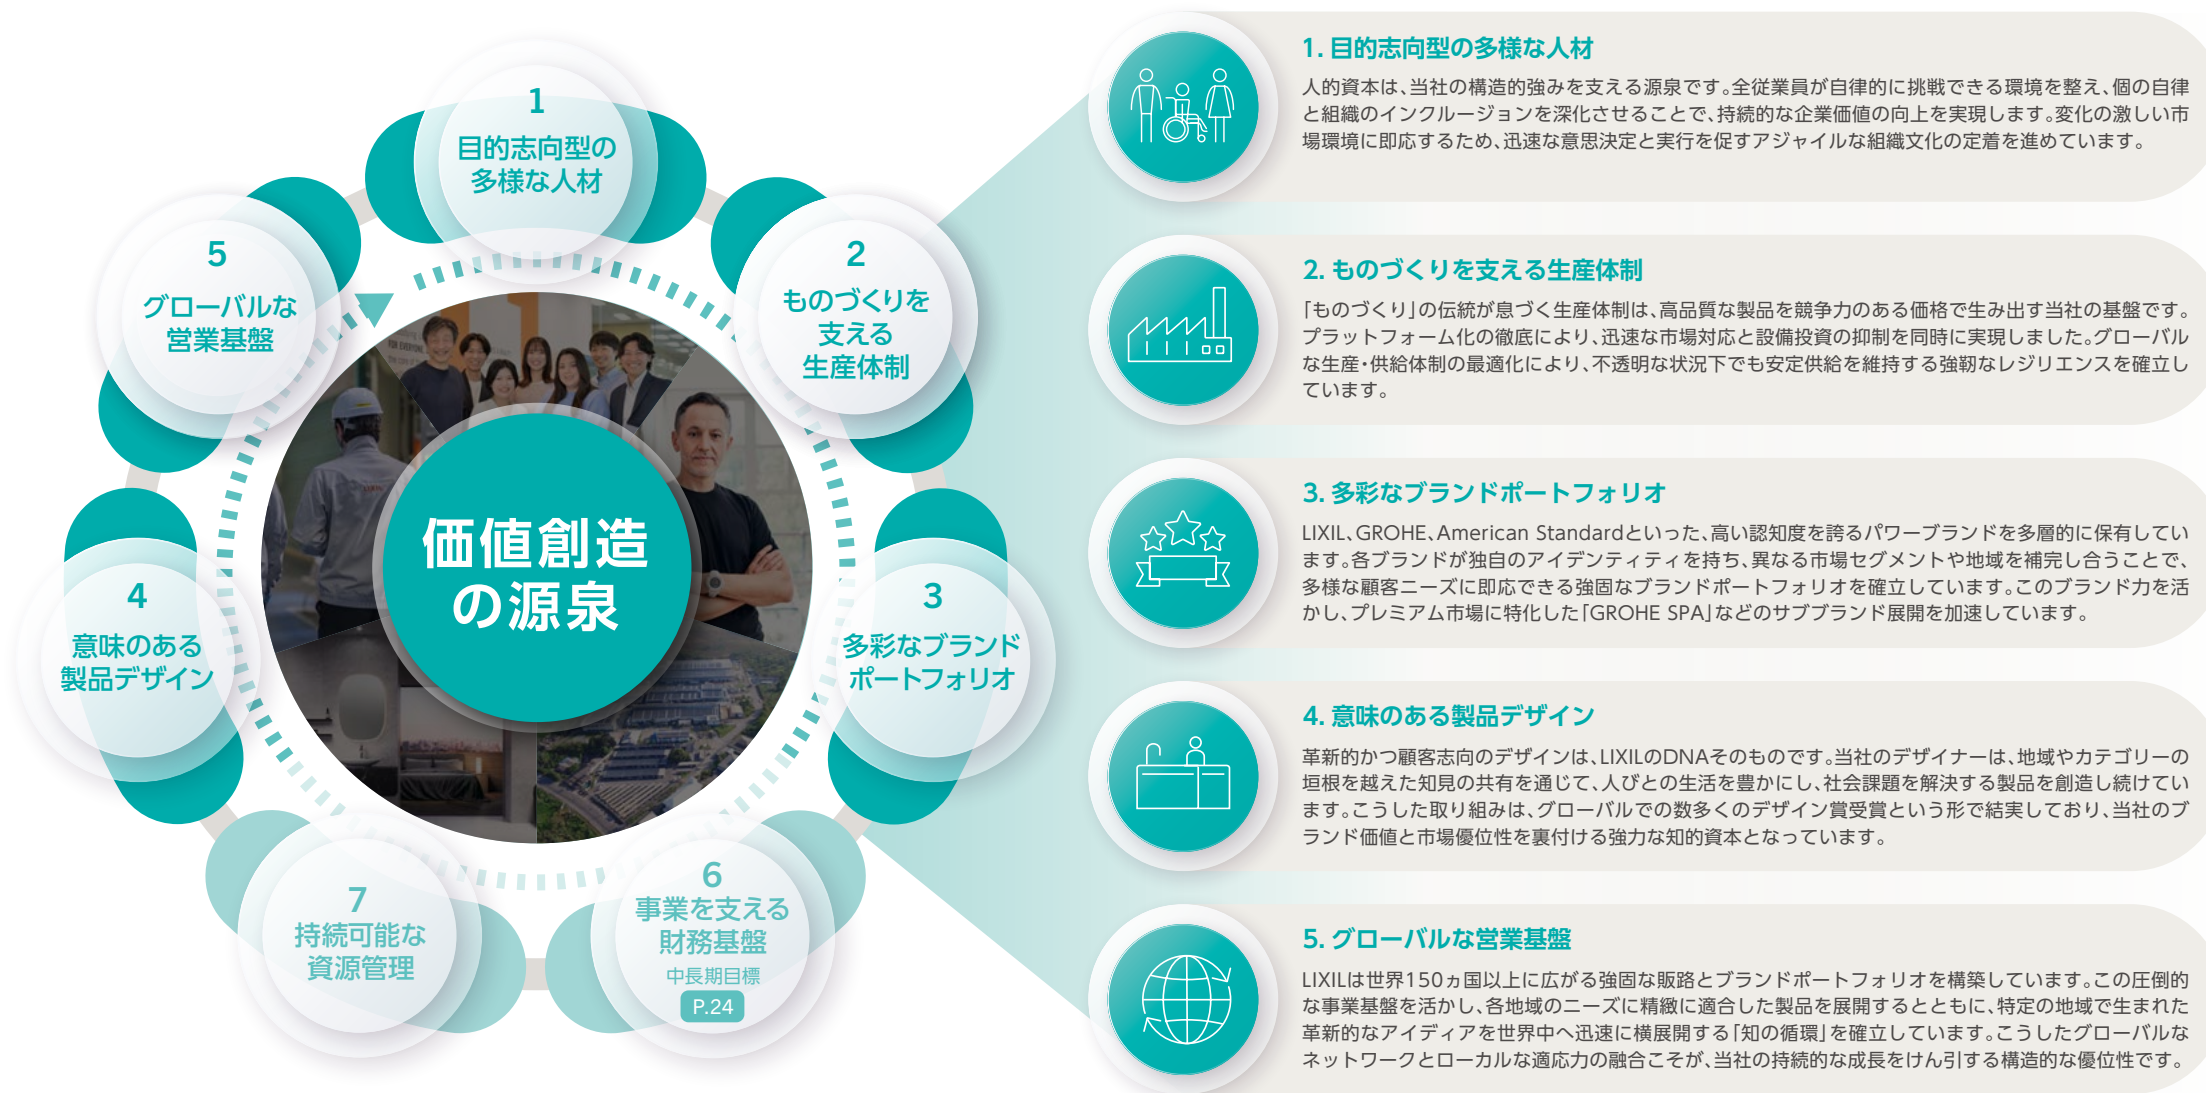 1
目的志向型の
多様な人材
2
ものづくりを
支える
生産体制
3
多彩なブランド
ポートフォリオ
4
意味のある
製品デザイン
5
グローバルな
営業基盤
6
事業を支える
財務基盤
中長期目標
P.24
7
持続可能な
資源管理
価値創造
の源泉
1. 目的志向型の多様な人材
人的資本は、当社の構造的強みを支える源泉です。全従業員が自律的に挑戦できる環境を整え、個の自律
と組織のインクルージョンを深化させることで、持続的な企業価値の向上を実現します。変化の激しい市
場環境に即応するため、迅速な意思決定と実行を促すアジャイルな組織文化の定着を進めています。
2. ものづくりを支える生産体制
「ものづくり」の伝統が息づく生産体制は、高品質な製品を競争力のある価格で生み出す当社の基盤です。
プラットフォーム化の徹底により、迅速な市場対応と設備投資の抑制を同時に実現しました。グローバル
な生産・供給体制の最適化により、不透明な状況下でも安定供給を維持する強靭なレジリエンスを確立し
ています。
3. 多彩なブランドポートフォリオ
LIXIL、GROHE、American Standardといった、高い認知度を誇るパワーブランドを多層的に保有してい
ます。各ブランドが独自のアイデンティティを持ち、異なる市場セグメントや地域を補完し合うことで、
多様な顧客ニーズに即応できる強固なブランドポートフォリオを確立しています。このブランド力を活
かし、プレミアム市場に特化した「GROHE SPA」などのサブブランド展開を加速しています。
4. 意味のある製品デザイン
革新的かつ顧客志向のデザインは、LIXILのDNAそのものです。当社のデザイナーは、地域やカテゴリーの
垣根を越えた知見の共有を通じて、人びとの生活を豊かにし、社会課題を解決する製品を創造し続けてい
ます。こうした取り組みは、グローバルでの数多くのデザイン賞受賞という形で結実しており、当社のブ
ランド価値と市場優位性を裏付ける強力な知的資本となっています。
5. グローバルな営業基盤
LIXILは世界150ヵ国以上に広がる強固な販路とブランドポートフォリオを構築しています。この圧倒的
な事業基盤を活かし、各地域のニーズに精緻に適合した製品を展開するとともに、特定の地域で生まれた
革新的なアイディアを世界中へ迅速に横展開する「知の循環」を確立しています。こうしたグローバルな
ネットワークとローカルな適応力の融合こそが、当社の持続的な成長をけん引する構造的な優位性です。